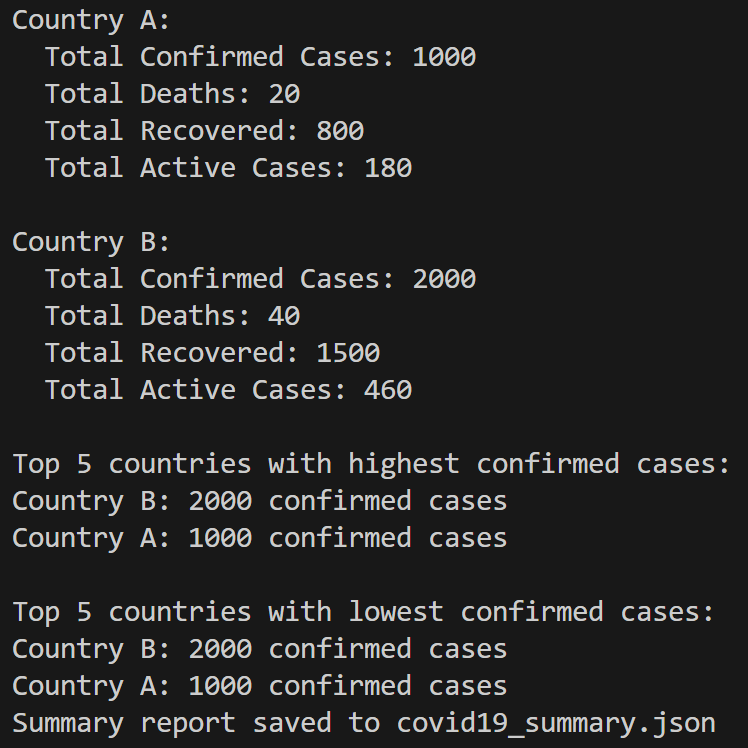 Country A:
  Total Confirmed Cases: 1000
  Total Deaths: 20
  Total Recovered: 800
  Total Active Cases: 180

Country B:
  Total Confirmed Cases: 2000
  Total Deaths: 40
  Total Recovered: 1500
  Total Active Cases: 460

Top 5 countries with highest confirmed cases:
Country B: 2000 confirmed cases
Country A: 1000 confirmed cases

Top 5 countries with lowest confirmed cases:
Country B: 2000 confirmed cases
Country A: 1000 confirmed cases
Summary report saved to covid19_summary.json